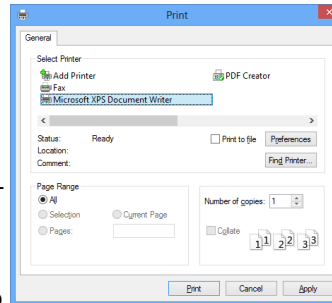 Print
General
Select Printer
Add Printer
PDF Creator
Fax
Microsoft XPS Document Writer
Status: Ready
Print to file
Preferences
Location:
Comment:
Find Printer...
Page Range
All
Selection
Current Page
Pages:
Number of copies: 1
Collate
1 1 2 2 3 3
Print
Cancel
Apply